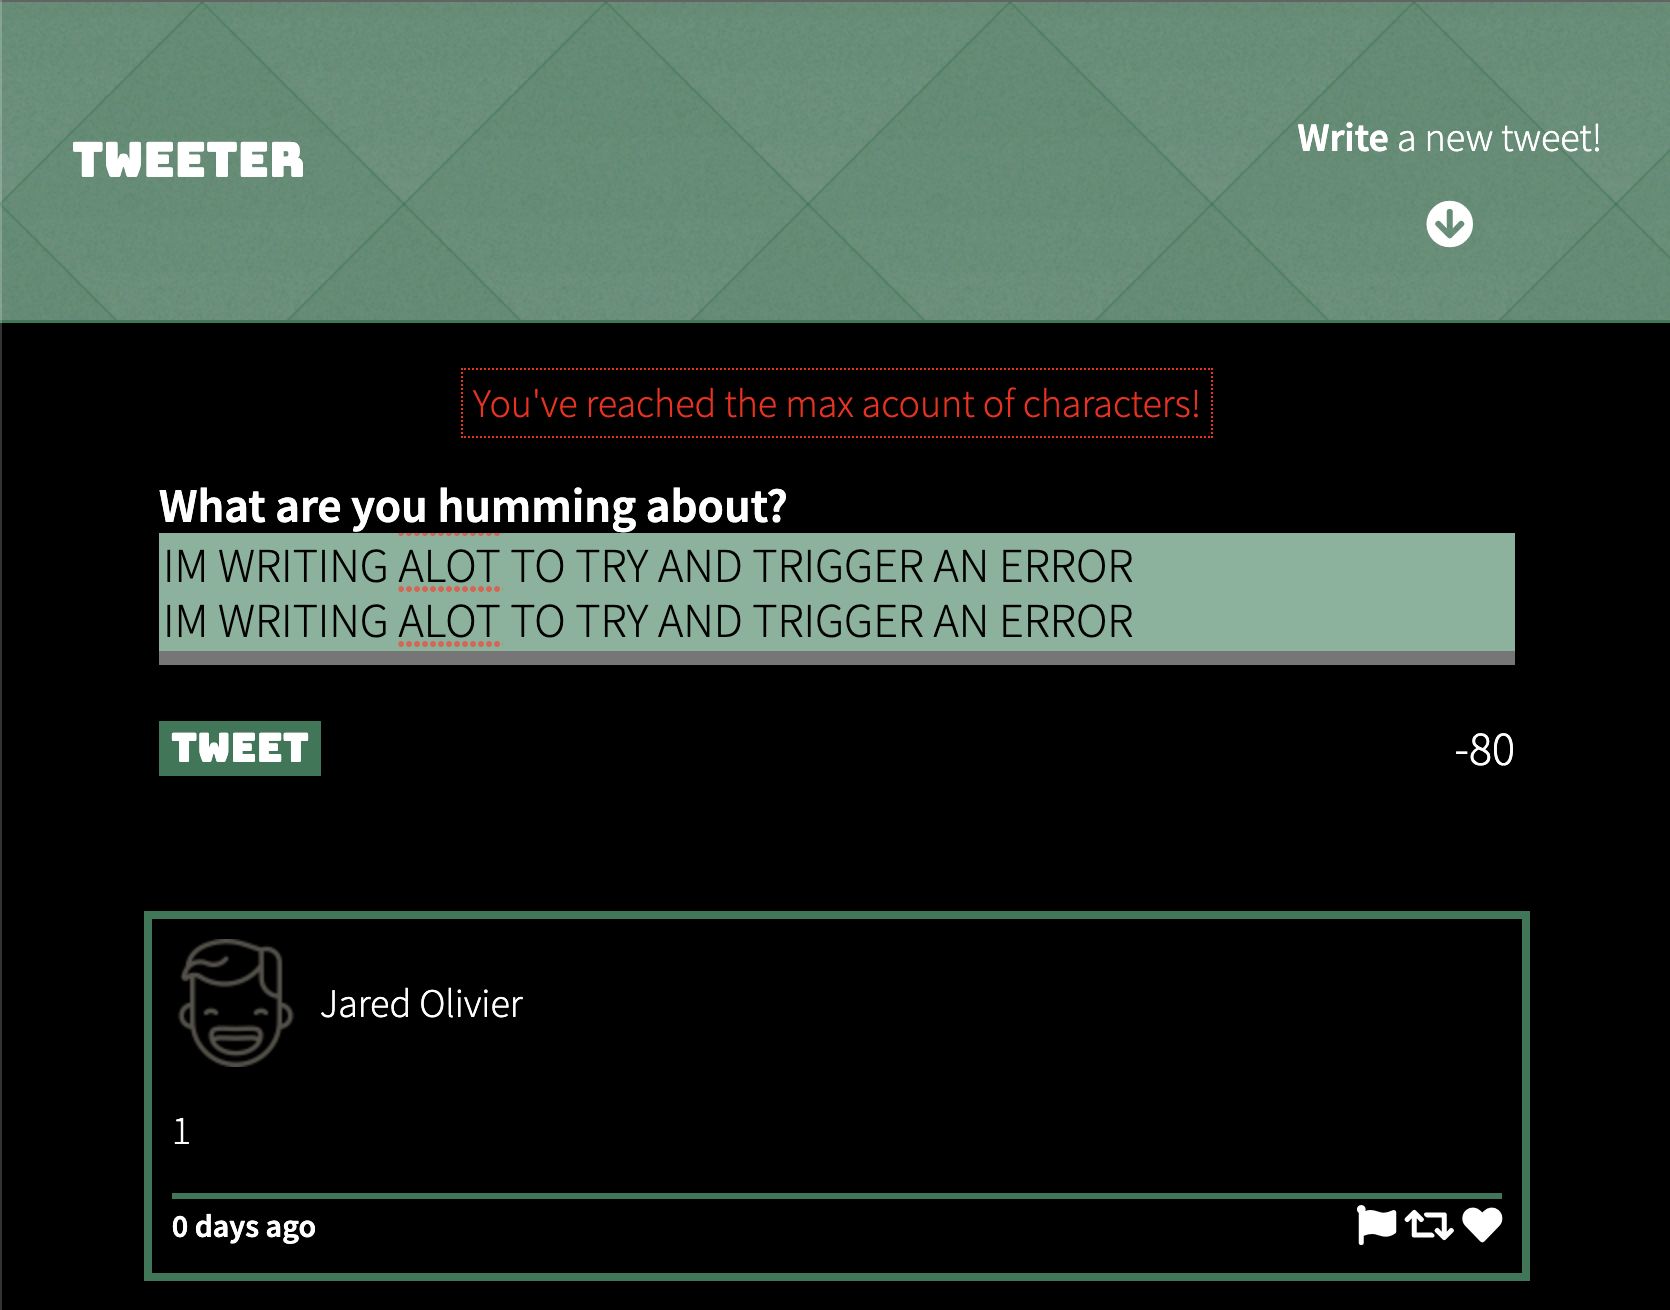 TWEETER
Write a new tweet!
You've reached the max acount of characters!
What are you humming about?
IM WRITING ALOT TO TRY AND TRIGGER AN ERROR
IM WRITING ALOT TO TRY AND TRIGGER AN ERROR
TWEET
-80
Jared Olivier
1
0 days ago